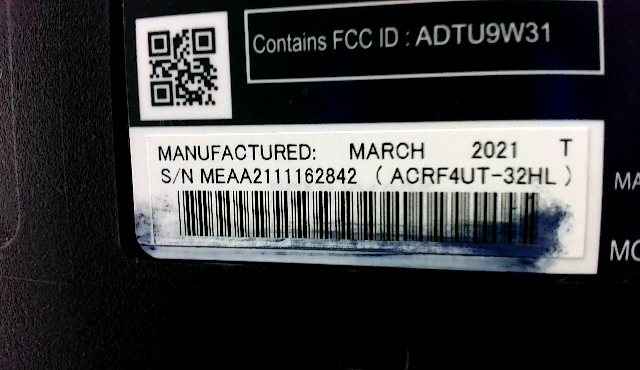 Contains FCC ID : ADTU9W31
MANUFACTURED: MARCH 2021 T
S/N MEAA2111162842 ( ACRF4UT-32HL )